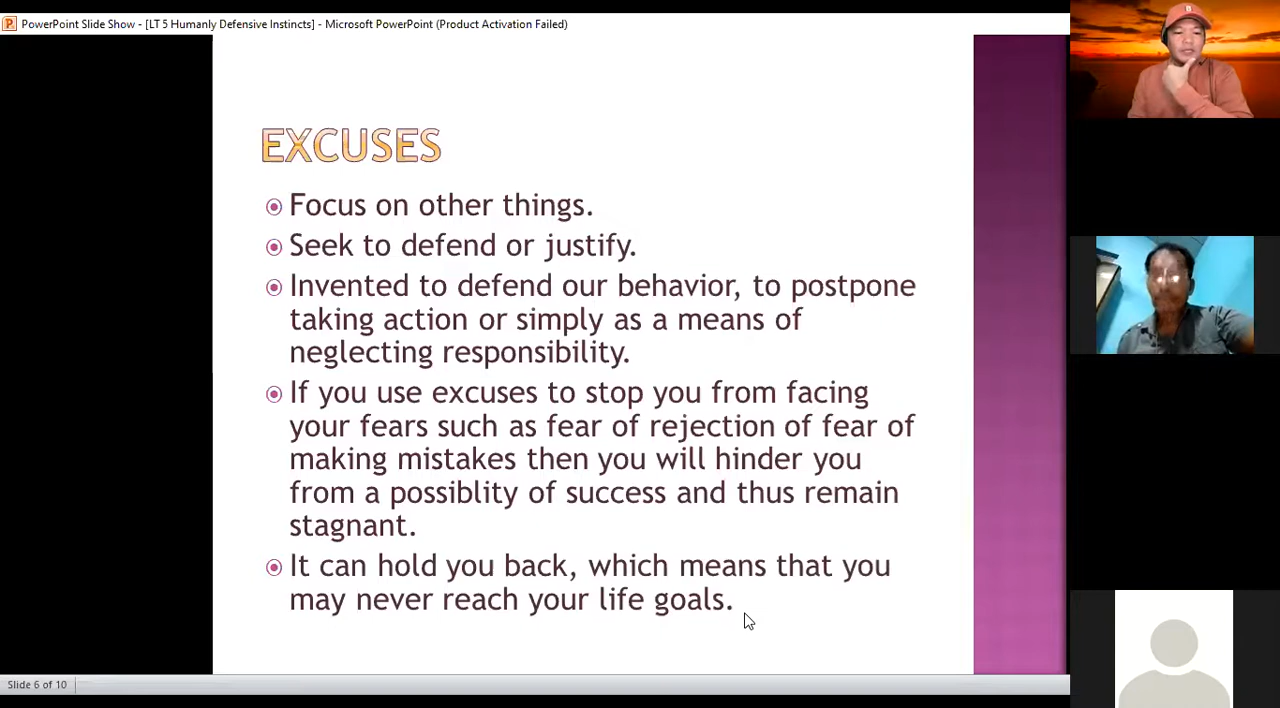 PowerPoint Slide Show - [LT 5 Humanly Defensive Instincts] - Microsoft PowerPoint (Product Activation Failed)
EXCUSES
Focus on other things.
Seek to defend or justify.
Invented to defend our behavior, to postpone
taking action or simply as a means of
neglecting responsibility.
If you use excuses to stop you from facing
your fears such as fear of rejection of fear of
making mistakes then you will hinder you
from a possiblity of success and thus remain
stagnant.
It can hold you back, which means that you
may never reach your life goals.
Slide 6 of 10